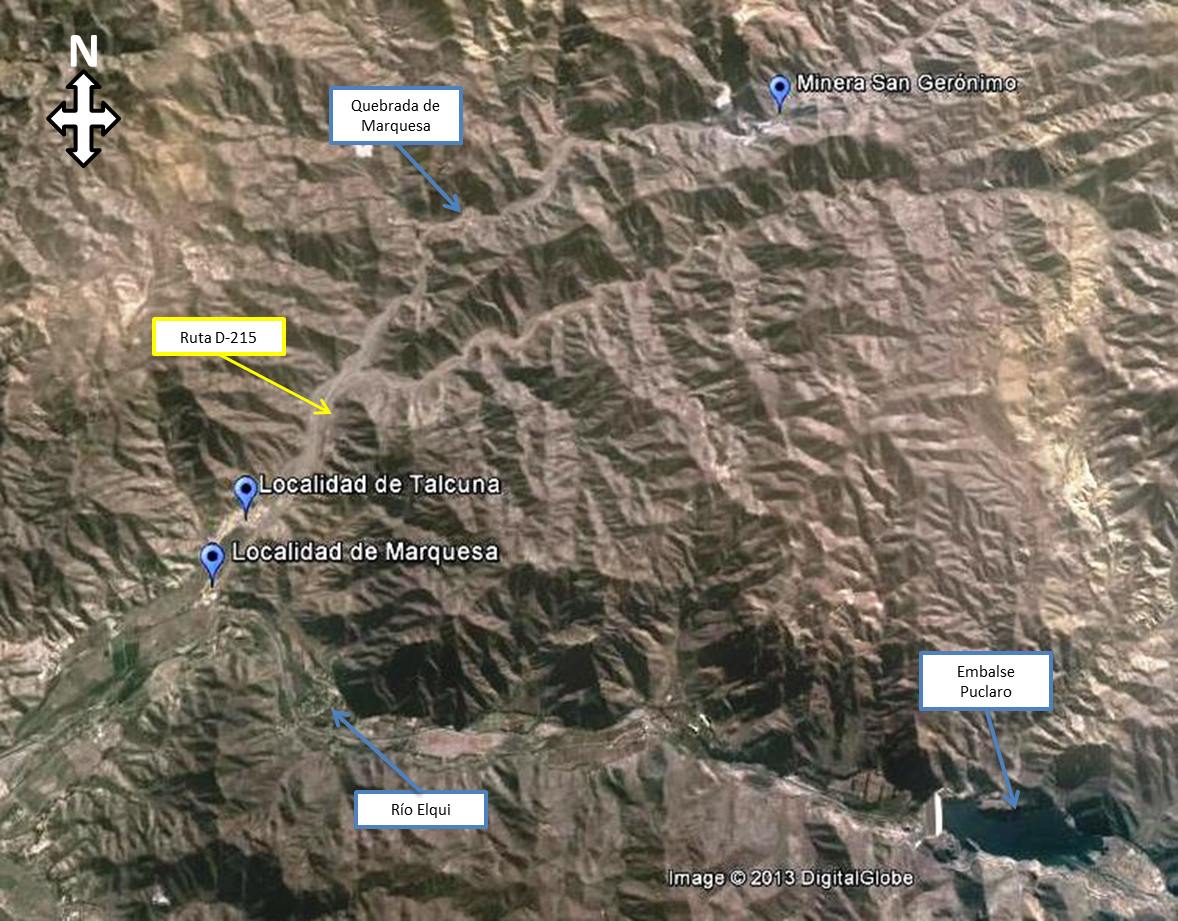 N
Minera San Gerónimo
Quebrada de
Marquesa
Ruta D-215
Localidad de Talcuna
Localidad de Marquesa
Embalse
Puclaro
Río Elqui
Image © 2013 DigitalGlobe